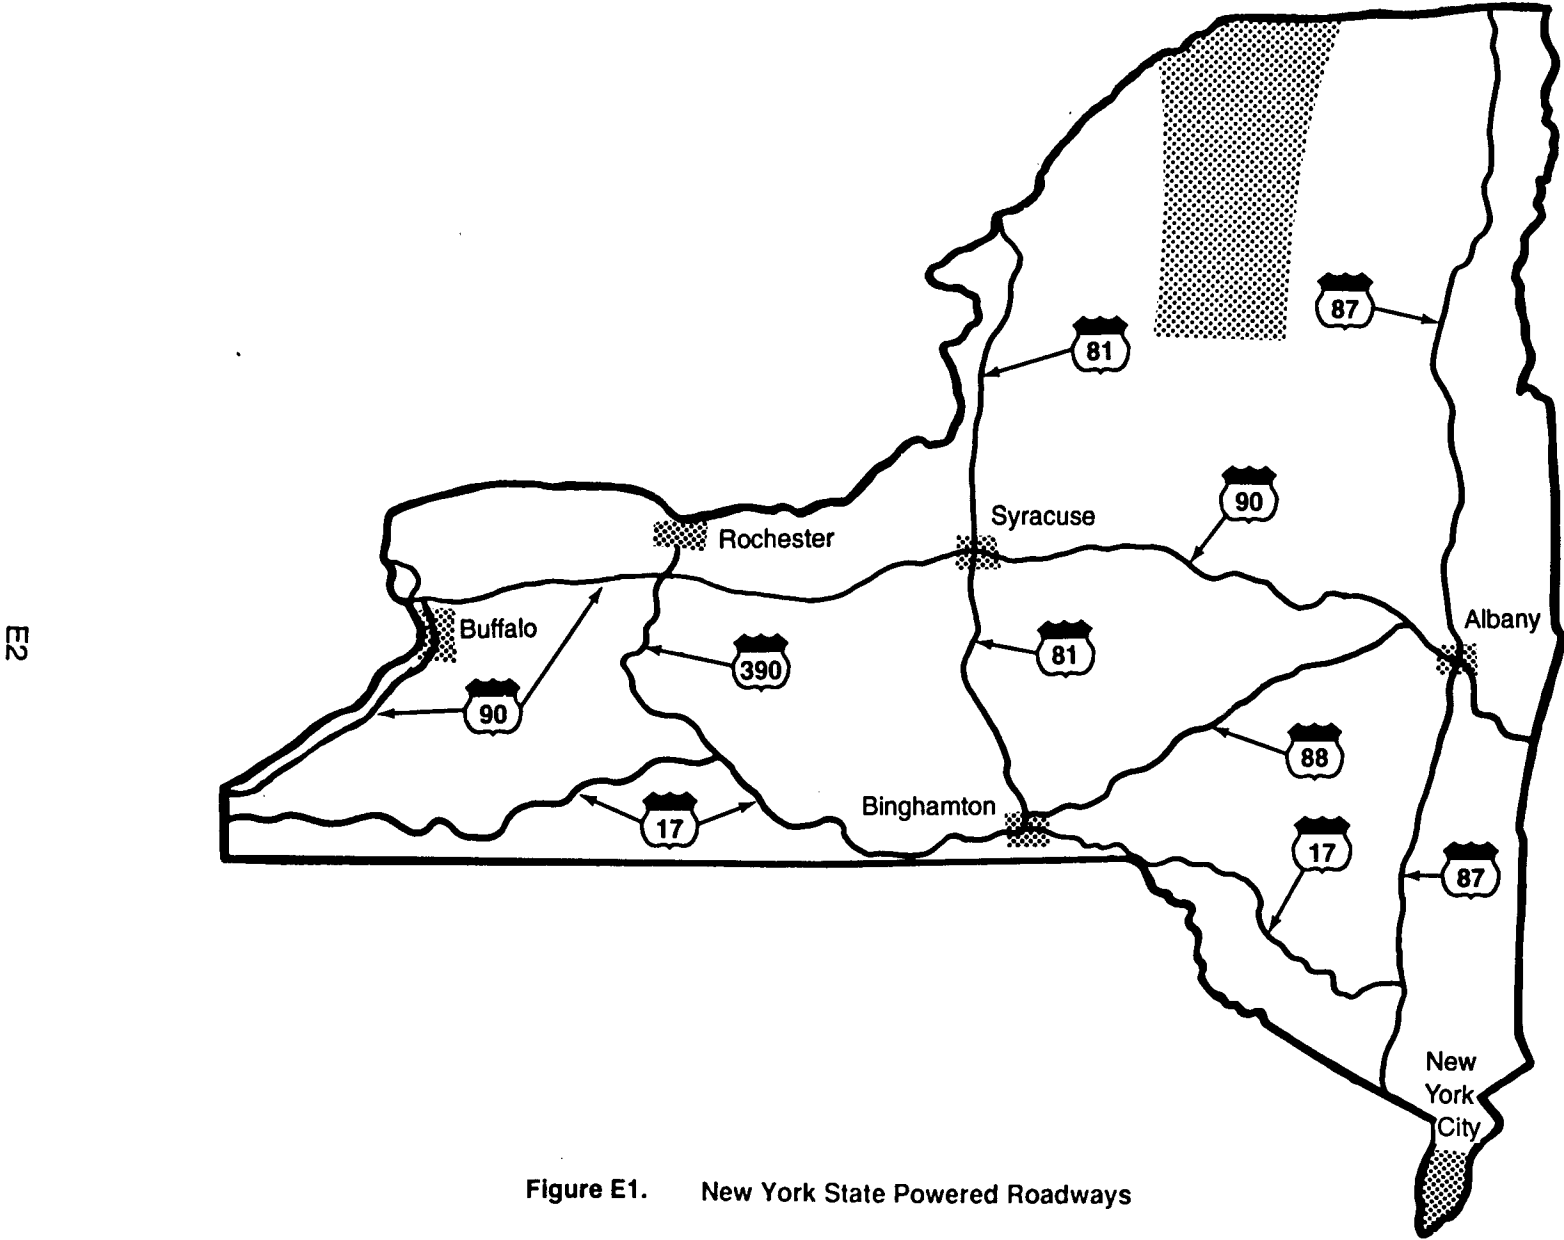 87
81
90
Syracuse
Rochester
Albany
Buffalo
81
390
90
88
Binghamton
17
17
87
New
York
City
E2
Figure E1. New York State Powered Roadways